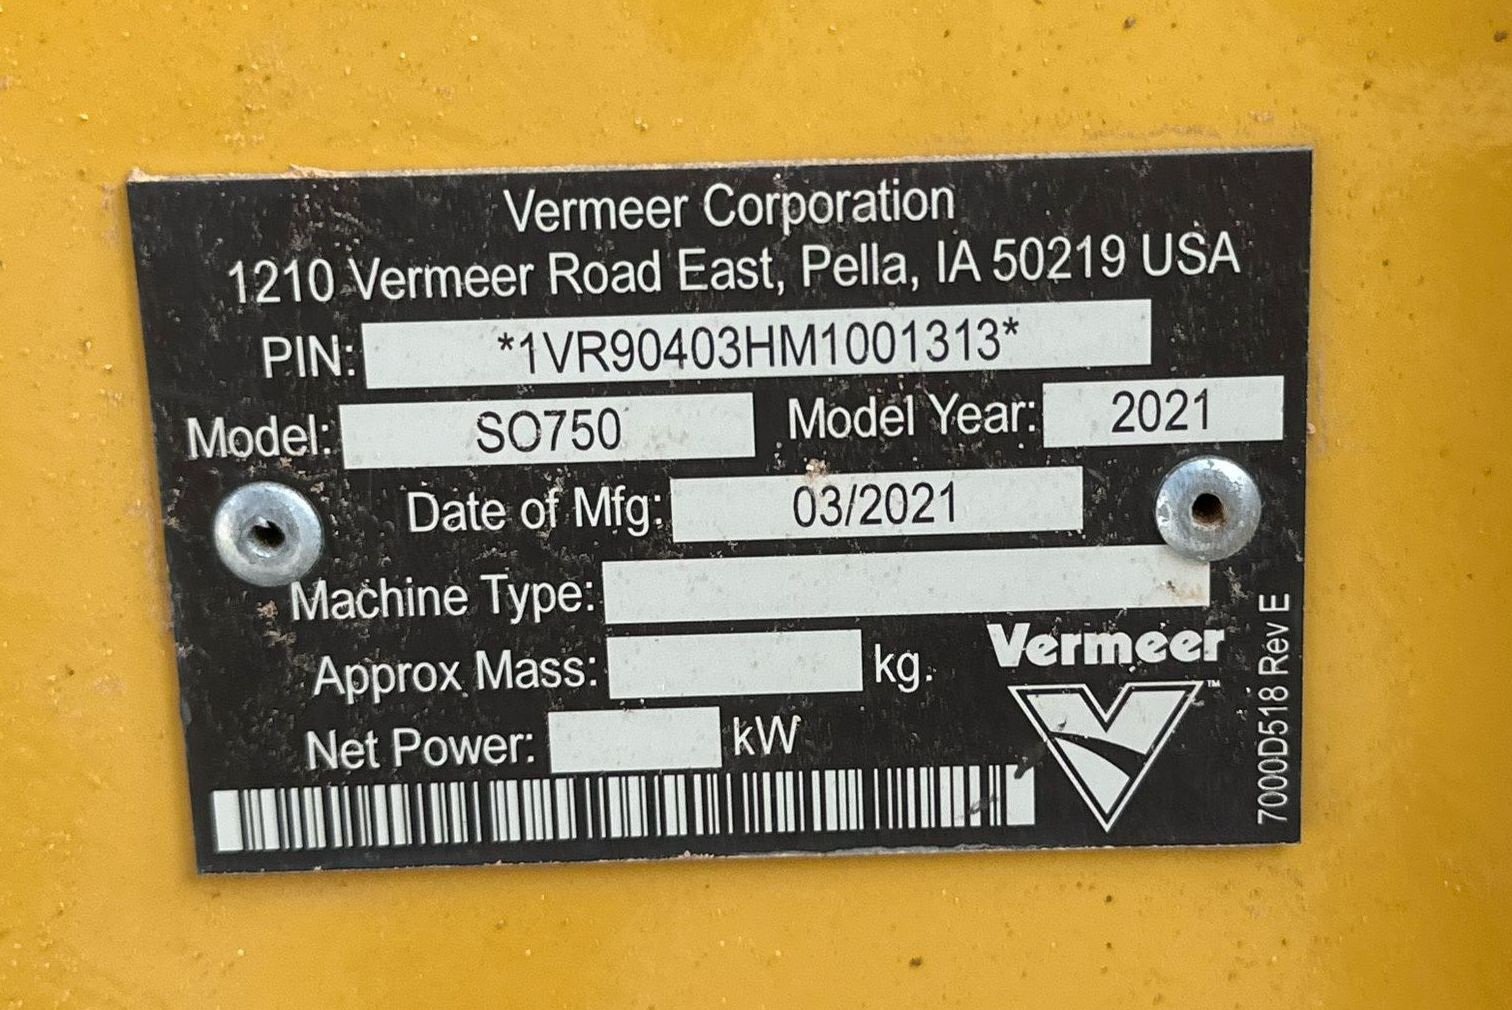 Vermeer Corporation
1210 Vermeer Road East, Pella, IA 50219 USA
PIN: *1VR90403HM1001313*
Model: SO750 Model Year: 2021
Date of Mfg: 03/2021
Machine Type:
Approx Mass: kg.
Net Power: kW
Vermeer
™
7000D518 Rev E